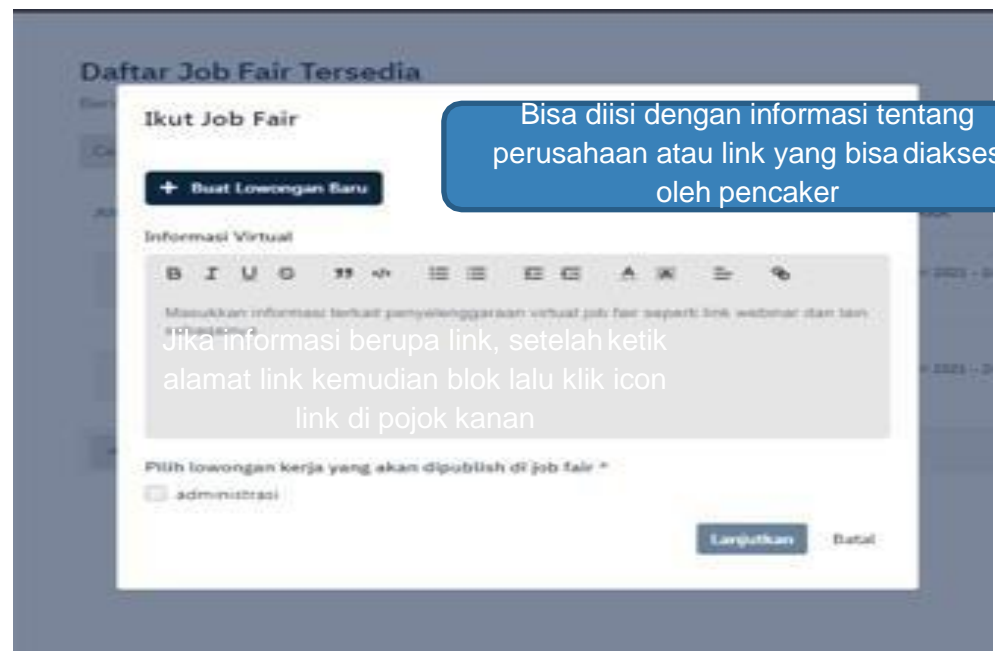 Daftar Job Fair Tersedia
Ikut Job Fair
Bisa diisi dengan informasi tentang
perusahaan atau link yang bisa diakses
oleh pencaker
+ Buat Lowongan Baru
Informasi Virtual
B I U S
Masukkan informasi terkait penyelenggaraan virtual job fair seperti link webinar dan lain
sebagainya
Jika informasi berupa link, setelah ketik
alamat link kemudian blok lalu klik icon
link di pojok kanan
Pilih lowongan kerja yang akan dipublish di job fair *
administrasi
Lanjutkan Batal